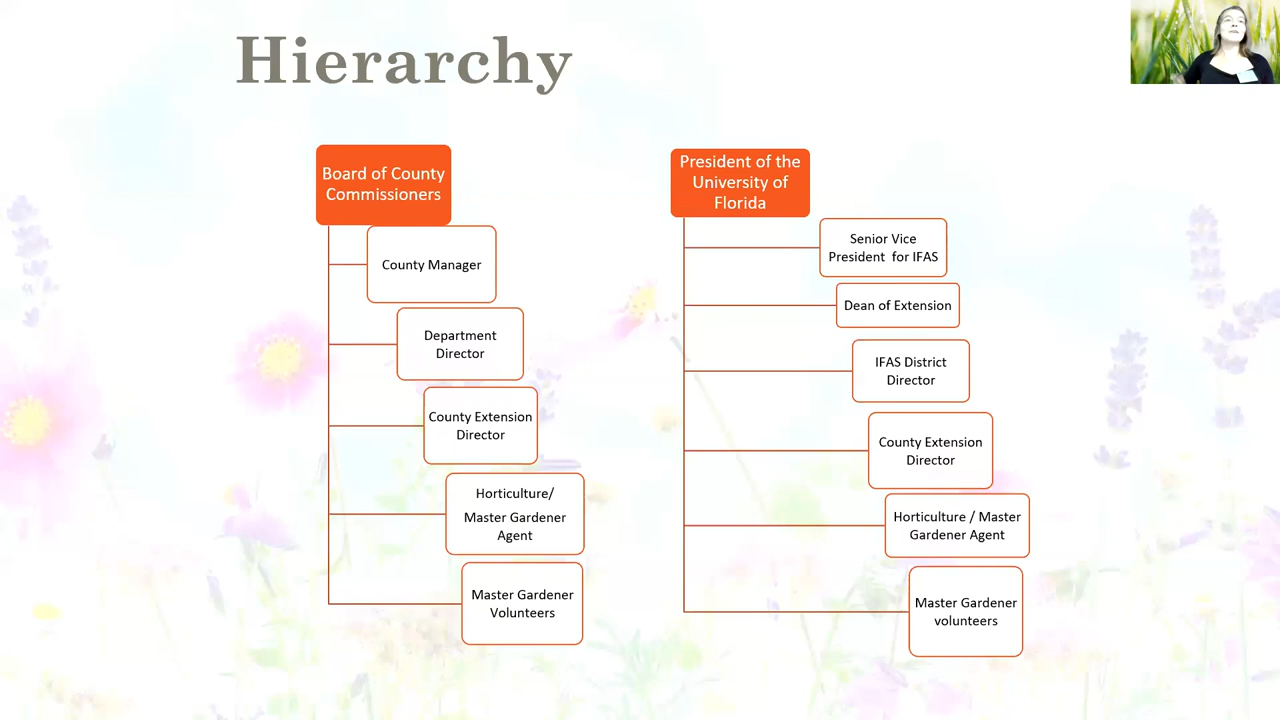 Hierarchy
Board of County
Commissioners
County Manager
Department
Director
County Extension
Director
Horticulture/
Master Gardener
Agent
Master Gardener
Volunteers
President of the
University of
Florida
Senior Vice
President for IFAS
Dean of Extension
IFAS District
Director
County Extension
Director
Horticulture / Master
Gardener Agent
Master Gardener
volunteers